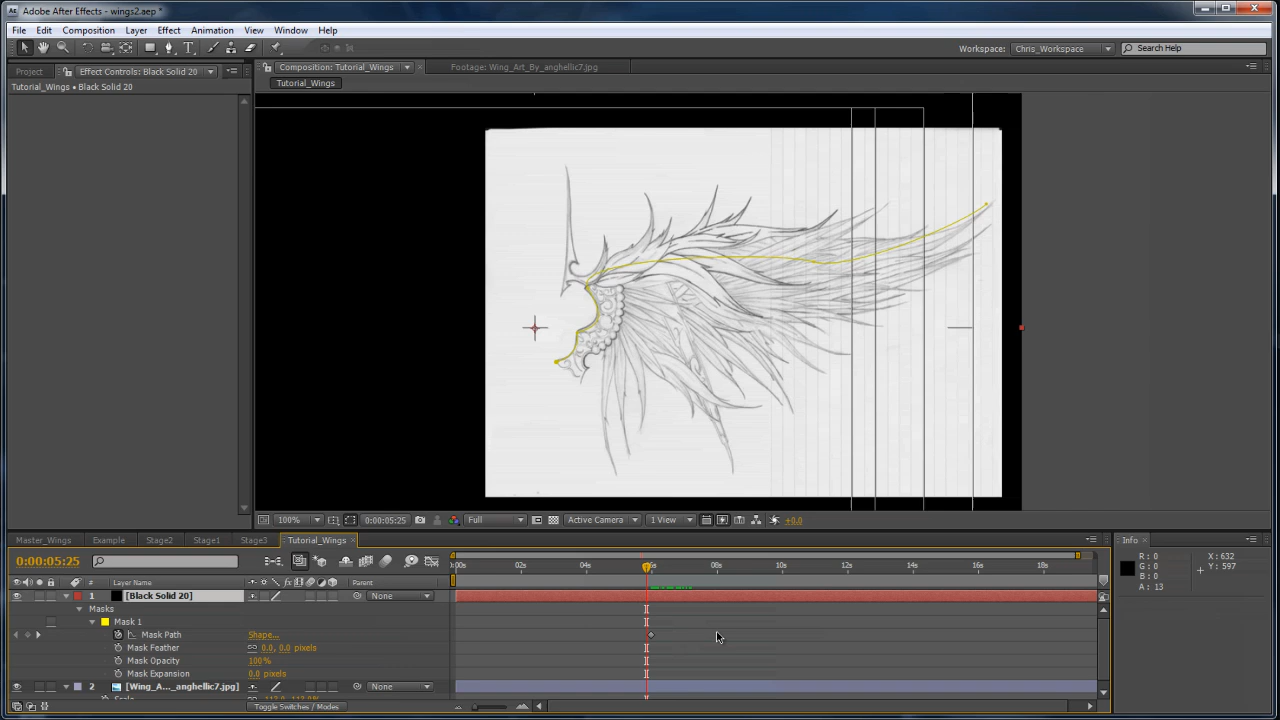 Adobe After Effects - wings2.aep *
File Edit Composition Layer Effect Animation View Window Help
Workspace: Chris_Workspace Search Help
Project Effect Controls: Black Solid 20 Composition: Tutorial_Wings Footage: Wing_Art_By_anghellic7.jpg
Tutorial_Wings • Black Solid 20
Tutorial_Wings
100% 0:00:05:25 Full Active Camera 1 View +0.0
Master_Wings Example Stage2 Stage1 Stage3 Tutorial_Wings Info
0:00:05:25
:00s 04s 06s 08s 10s 12s 14s 16s 18s
R: 0 X: 632
G: 0 Y: 597
B: 0
A: 13
# Layer Name Parent
1 [Black Solid 20] None
Masks
Mask 1
Mask Path Shape...
Mask Feather 0.0, 0.0 pixels
Mask Opacity 100%
Mask Expansion 0.0 pixels
2 [Wing_A..._anghellic7.jpg] None
Toggle Switches / Modes